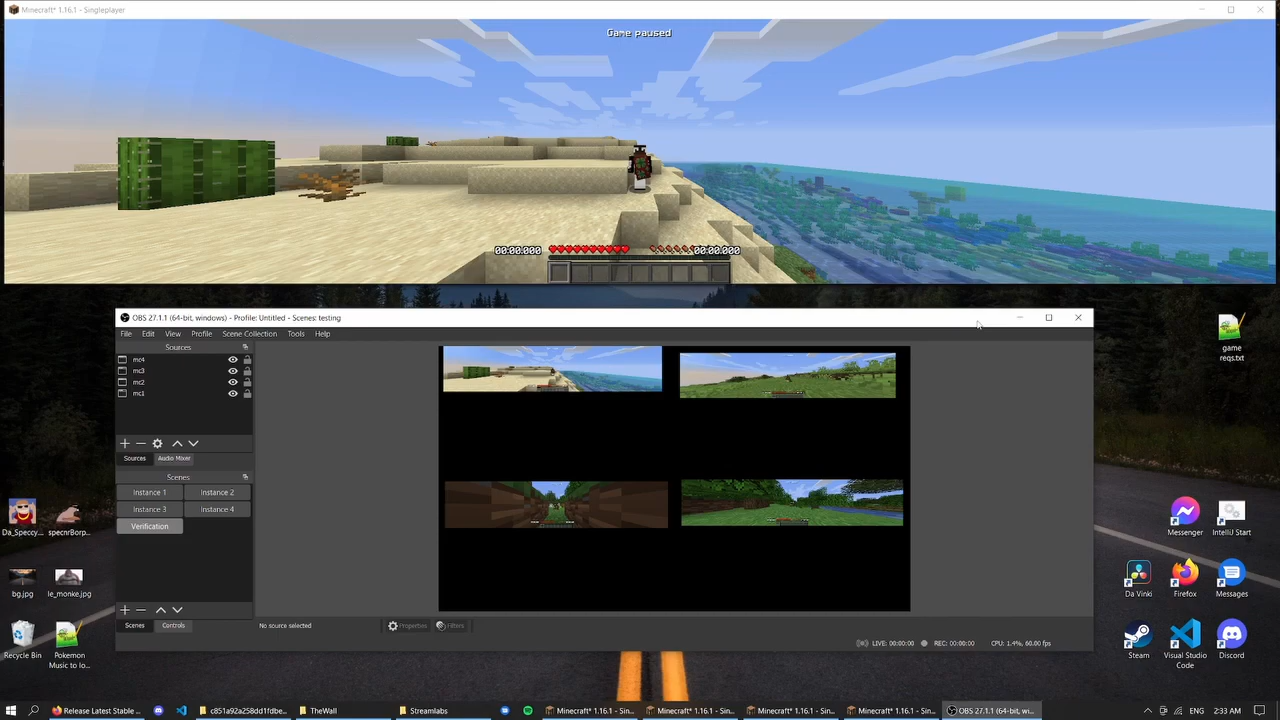 Minecraft* 1.16.1 - Singleplayer
Game paused
00:00.000
00:00.000
OBS 27.1.1 (64-bit, windows) - Profile: Untitled - Scenes: testing
File Edit View Profile Scene Collection Tools Help
Sources
mc4
mc3
mc2
mc1
Sources Audio Mixer
Scenes
Instance 1 Instance 2
Instance 3 Instance 4
Verification
Scenes Controls
No source selected
Properties Filters
LIVE: 00:00:00 REC: 00:00:00 CPU: 1.4%, 60.00 fps
game
reqs.txt
Da_Speccy... specnrBorp...
Messenger IntelliJ Start
bg.jpg le_monke.jpg
Da Vinki Firefox Messages
Recycle Bin Pokemon
Music to lo...
Steam Visual Studio
Code Discord
Release Latest Stable ... c851a92a258dd1fdbe... TheWall Streamlabs Minecraft* 1.16.1 - Sin... Minecraft* 1.16.1 - Sin... Minecraft* 1.16.1 - Sin... Minecraft* 1.16.1 - Sin... OBS 27.1.1 (64-bit, wi... ENG 2:33 AM